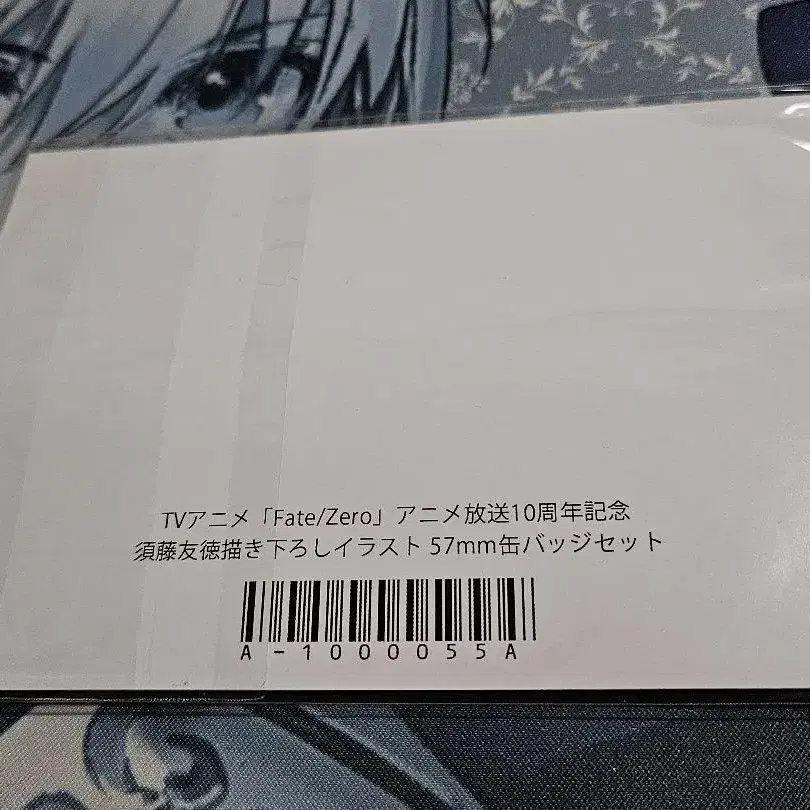 TVアニメ「Fate/Zero」アニメ放送10周年記念
須藤友徳描き下ろしイラスト 57mm缶バッジセット
A-1000055A